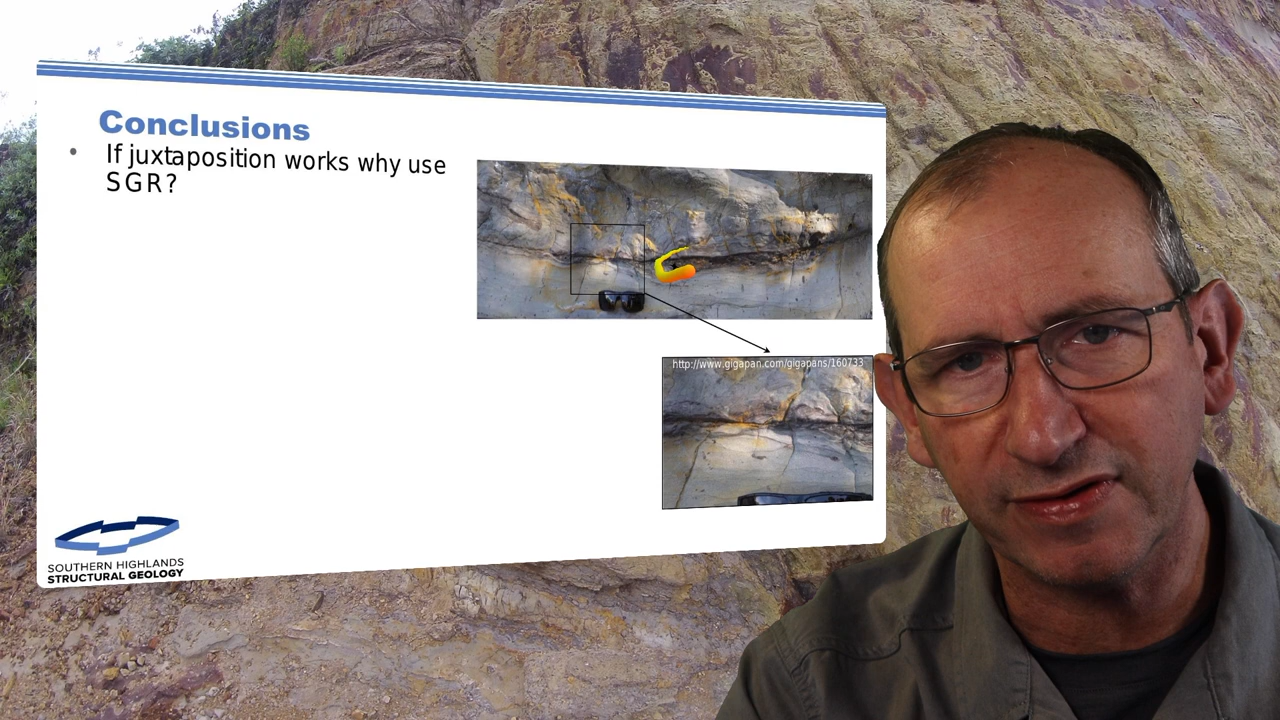 Conclusions
• If juxtaposition works why use
SGR?
http://www.gigapan.com/gigapans/160733
SOUTHERN HIGHLANDS
STRUCTURAL GEOLOGY